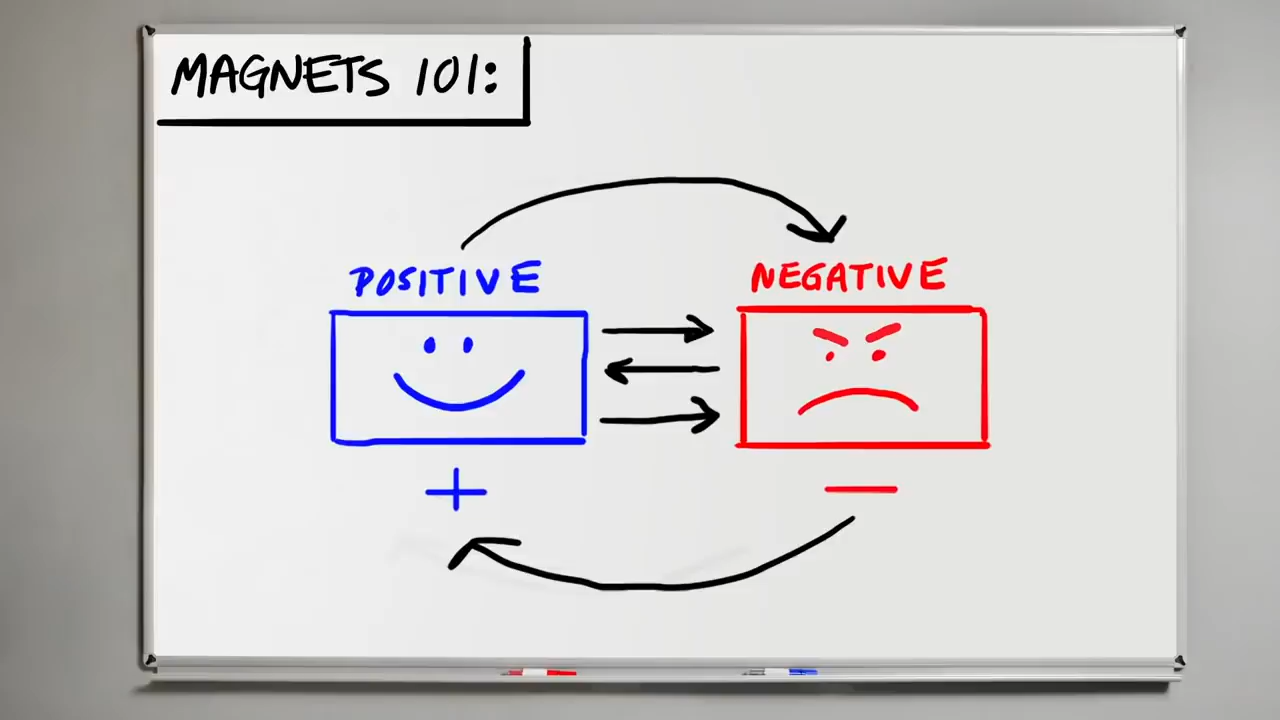 MAGNETS 101:
POSITIVE
NEGATIVE
+
−